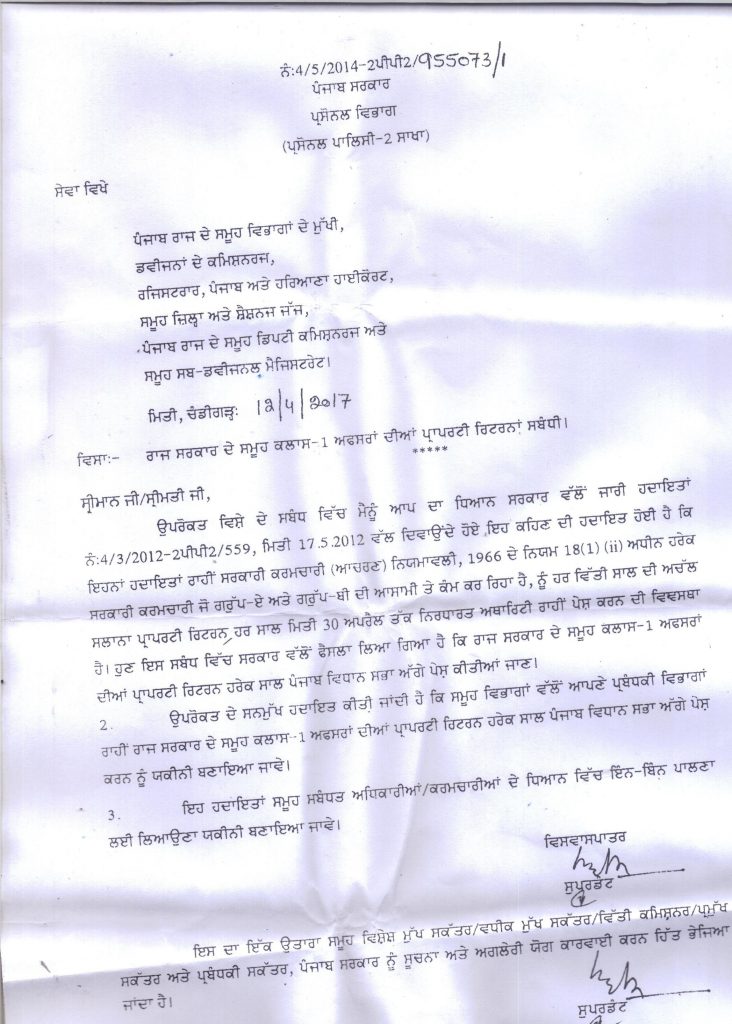 ਨੰ:4/5/2014-2ਪੀਪੀ2/955073/1
ਪੰਜਾਬ ਸਰਕਾਰ
ਪ੍ਰਸੋਨਲ ਵਿਭਾਗ
(ਪ੍ਰਸੋਨਲ ਪਾਲਿਸੀ-2 ਸਾਖਾ)
ਸੇਵਾ ਵਿਖੇ
ਪੰਜਾਬ ਰਾਜ ਦੇ ਸਮੂਹ ਵਿਭਾਗਾਂ ਦੇ ਮੁੱਖੀ,
ਡਵੀਜਨਾਂ ਦੇ ਕਮਿਸ਼ਨਰਜ,
ਰਜਿਸਟਰਾਰ, ਪੰਜਾਬ ਅਤੇ ਹਰਿਆਣਾ ਹਾਈਕੋਰਟ,
ਸਮੂਹ ਜ਼ਿਲ੍ਹਾ ਅਤੇ ਸ਼ੈਸ਼ਨਜ ਜੱਜ,
ਪੰਜਾਬ ਰਾਜ ਦੇ ਸਮੂਹ ਡਿਪਟੀ ਕਮਿਸ਼ਨਰਜ ਅਤੇ
ਸਮੂਹ ਸਬ-ਡਵੀਜਨਲ ਮੈਜਿਸਟਰੇਟ।
ਮਿਤੀ, ਚੰਡੀਗੜ੍ਹ: 12/4/2017
ਵਿਸਾ:- ਰਾਜ ਸਰਕਾਰ ਦੇ ਸਮੂਹ ਕਲਾਸ-1 ਅਫਸਰਾਂ ਦੀਆਂ ਪ੍ਰਾਪਰਟੀ ਰਿਟਰਨਾਂ ਸਬੰਧੀ।
*****
ਸ੍ਰੀਮਾਨ ਜੀ/ਸ੍ਰੀਮਤੀ ਜੀ,
ਉਪਰੋਕਤ ਵਿਸ਼ੇ ਦੇ ਸਬੰਧ ਵਿੱਚ ਮੈਨੂੰ ਆਪ ਦਾ ਧਿਆਨ ਸਰਕਾਰ ਵੱਲੋਂ ਜਾਰੀ ਹਦਾਇਤਾਂ
ਨੰ:4/3/2012-2ਪੀਪੀ2/559, ਮਿਤੀ 17.5.2012 ਵੱਲ ਦਿਵਾਉਂਦੇ ਹੋਏ ਇਹ ਕਹਿਣ ਦੀ ਹਦਾਇਤ ਹੋਈ ਹੈ ਕਿ
ਇਹਨਾਂ ਹਦਾਇਤਾਂ ਰਾਹੀਂ ਸਰਕਾਰੀ ਕਰਮਚਾਰੀ (ਆਚਰਣ) ਨਿਯਮਾਵਲੀ, 1966 ਦੇ ਨਿਯਮ 18(1) (ii) ਅਧੀਨ ਹਰੇਕ
ਸਰਕਾਰੀ ਕਰਮਚਾਰੀ ਜੋ ਗਰੁੱਪ-ਏ ਅਤੇ ਗਰੁੱਪ-ਬੀ ਦੀ ਆਸਾਮੀ ਤੇ ਕੰਮ ਕਰ ਰਿਹਾ ਹੈ, ਨੂੰ ਹਰ ਵਿੱਤੀ ਸਾਲ ਦੀ ਅਚੱਲ
ਸਲਾਨਾ ਪ੍ਰਾਪਰਟੀ ਰਿਟਰਨ ਹਰ ਸਾਲ ਮਿਤੀ 30 ਅਪਰੈਲ ਤੱਕ ਨਿਰਧਾਰਤ ਅਥਾਰਿਟੀ ਰਾਹੀਂ ਪੇਸ਼ ਕਰਨ ਦੀ ਵਿਵਸਥਾ
ਹੈ। ਹੁਣ ਇਸ ਸਬੰਧ ਵਿੱਚ ਸਰਕਾਰ ਵੱਲੋਂ ਫੈਸਲਾ ਲਿਆ ਗਿਆ ਹੈ ਕਿ ਰਾਜ ਸਰਕਾਰ ਦੇ ਸਮੂਹ ਕਲਾਸ-1 ਅਫਸਰਾਂ
ਦੀਆਂ ਪ੍ਰਾਪਰਟੀ ਰਿਟਰਨ ਹਰੇਕ ਸਾਲ ਪੰਜਾਬ ਵਿਧਾਨ ਸਭਾ ਅੱਗੇ ਪੇਸ਼ ਕੀਤੀਆਂ ਜਾਣ।
2. ਉਪਰੋਕਤ ਦੇ ਸਨਮੁੱਖ ਹਦਾਇਤ ਕੀਤੀ ਜਾਂਦੀ ਹੈ ਕਿ ਸਮੂਹ ਵਿਭਾਗਾਂ ਵੱਲੋਂ ਆਪਣੇ ਪ੍ਰਬੰਧਕੀ ਵਿਭਾਗਾਂ
ਰਾਹੀਂ ਰਾਜ ਸਰਕਾਰ ਦੇ ਸਮੂਹ ਕਲਾਸ-1 ਅਫਸਰਾਂ ਦੀਆਂ ਪ੍ਰਾਪਰਟੀ ਰਿਟਰਨ ਹਰੇਕ ਸਾਲ ਪੰਜਾਬ ਵਿਧਾਨ ਸਭਾ ਅੱਗੇ ਪੇਸ਼
ਕਰਨ ਨੂੰ ਯਕੀਨੀ ਬਣਾਇਆ ਜਾਵੇ।
3. ਇਹ ਹਦਾਇਤਾਂ ਸਮੂਹ ਸਬੰਧਤ ਅਧਿਕਾਰੀਆਂ/ਕਰਮਚਾਰੀਆਂ ਦੇ ਧਿਆਨ ਵਿੱਚ ਇੰਨ-ਬਿੰਨ ਪਾਲਣਾ
ਲਈ ਲਿਆਉਣਾ ਯਕੀਨੀ ਬਣਾਇਆ ਜਾਵੇ।
ਵਿਸਵਾਸਪਾਤਰ
ਸੁਪਰਡੰਟ
ਇਸ ਦਾ ਇੱਕ ਉਤਾਰਾ ਸਮੂਹ ਵਿਸ਼ੇਸ਼ ਮੁੱਖ ਸਕੱਤਰ/ਵਧੀਕ ਮੁੱਖ ਸਕੱਤਰ/ਵਿੱਤੀ ਕਮਿਸ਼ਨਰ/ਪ੍ਰਮੁੱਖ
ਸਕੱਤਰ ਅਤੇ ਪ੍ਰਬੰਧਕੀ ਸਕੱਤਰ, ਪੰਜਾਬ ਸਰਕਾਰ ਨੂੰ ਸੂਚਨਾ ਅਤੇ ਅਗਲੇਰੀ ਯੋਗ ਕਾਰਵਾਈ ਕਰਨ ਹਿੱਤ ਭੇਜਿਆ
ਜਾਂਦਾ ਹੈ।
ਸੁਪਰਡੰਟ